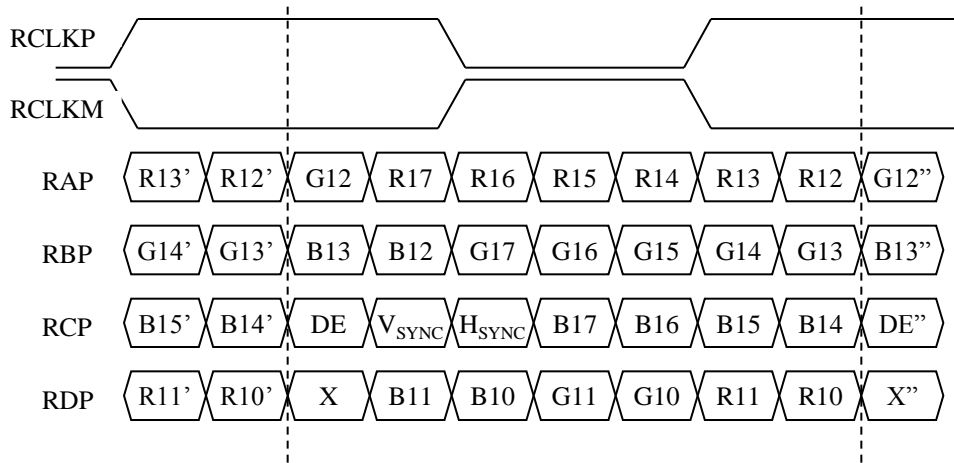 RCLKP
RCLKM
RAP R13’ R12’ G12 R17 R16 R15 R14 R13 R12 G12”
RBP G14’ G13’ B13 B12 G17 G16 G15 G14 G13 B13”
RCP B15’ B14’ DE VSYNC HSYNC B17 B16 B15 B14 DE”
RDP R11’ R10’ X B11 B10 G11 G10 R11 R10 X”